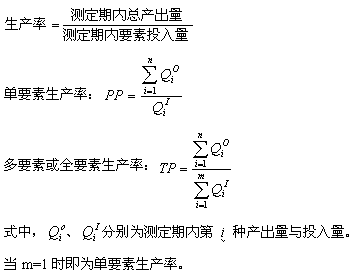 生产率=测定期内总产出量/测定期内要素投入量
单要素生产率: PP = \frac{\sum_{i=1}^{n} Q_i^O}{Q_i^I}
多要素或全要素生产率: TP = \frac{\sum_{i=1}^{n} Q_i^O}{\sum_{i=1}^{m} Q_i^I}
式中，Q_i^o、Q_i^I 分别为测定期内第 i 种产出量与投入量。
当 m=1 时即为单要素生产率。